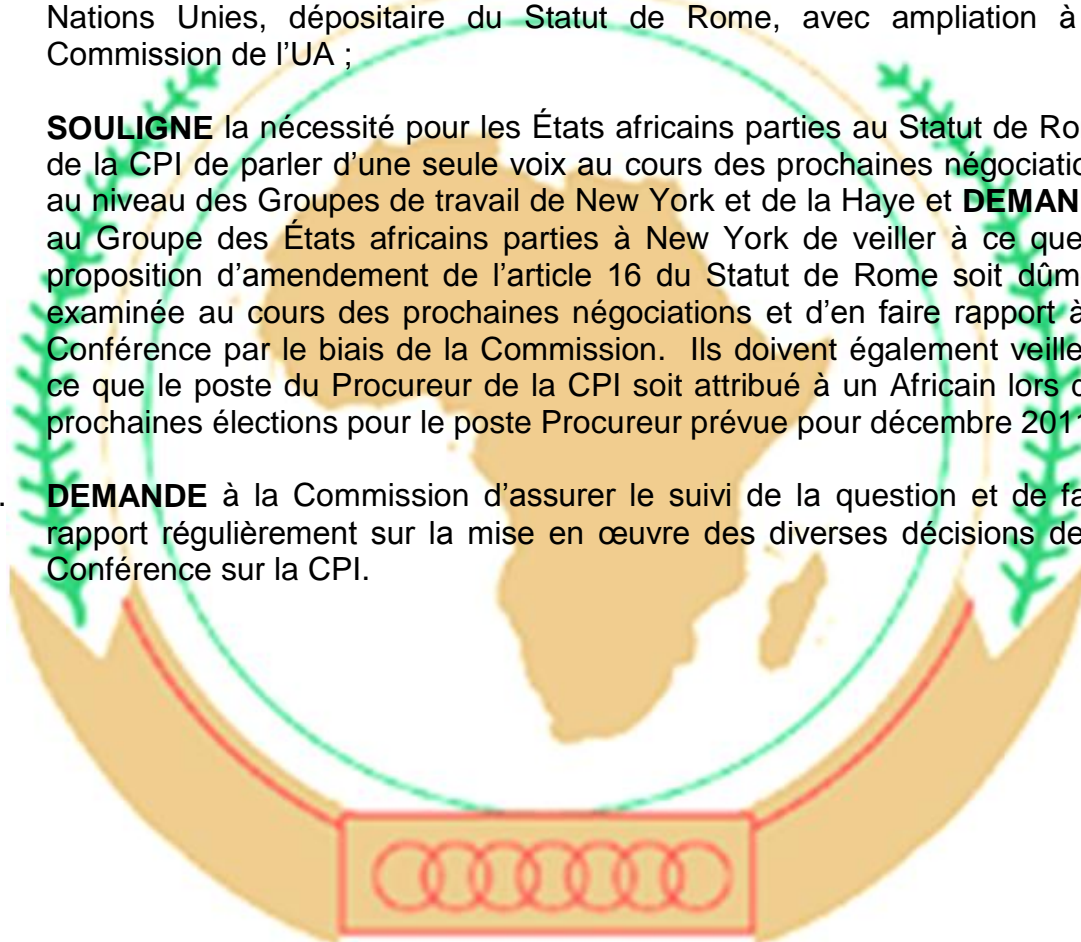 Nations Unies, dépositaire du Statut de Rome, avec ampliation à
Commission de l’UA ;
SOULIGNE la nécessité pour les États africains parties au Statut de Ro
de la CPI de parler d’une seule voix au cours des prochaines négociatio
au niveau des Groupes de travail de New York et de la Haye et DEMAN
au Groupe des États africains parties à New York de veiller à ce que
proposition d’amendement de l’article 16 du Statut de Rome soit dûm
examinée au cours des prochaines négociations et d’en faire rapport à
Conférence par le biais de la Commission. Ils doivent également veille
ce que le poste du Procureur de la CPI soit attribué à un Africain lors d
prochaines élections pour le poste Procureur prévue pour décembre 2011
. DEMANDE à la Commission d’assurer le suivi de la question et de fa
rapport régulièrement sur la mise en œuvre des diverses décisions de
Conférence sur la CPI.